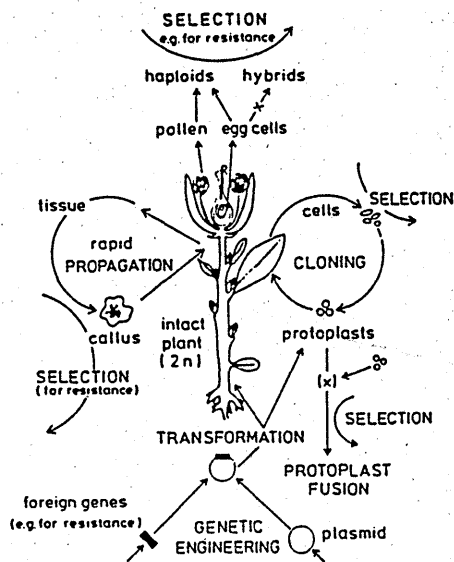 SELECTION
e.g. for resistance
haploids hybrids
x
pollen egg cells
tissue
cells
SELECTION
rapid
PROPAGATION
CLONING
callus
intact
plant
(2n)
protoplasts
SELECTION
(for resistance)
(x)
SELECTION
TRANSFORMATION
PROTOPLAST
FUSION
foreign genes
(e.g. for resistance)
GENETIC
ENGINEERING
plasmid